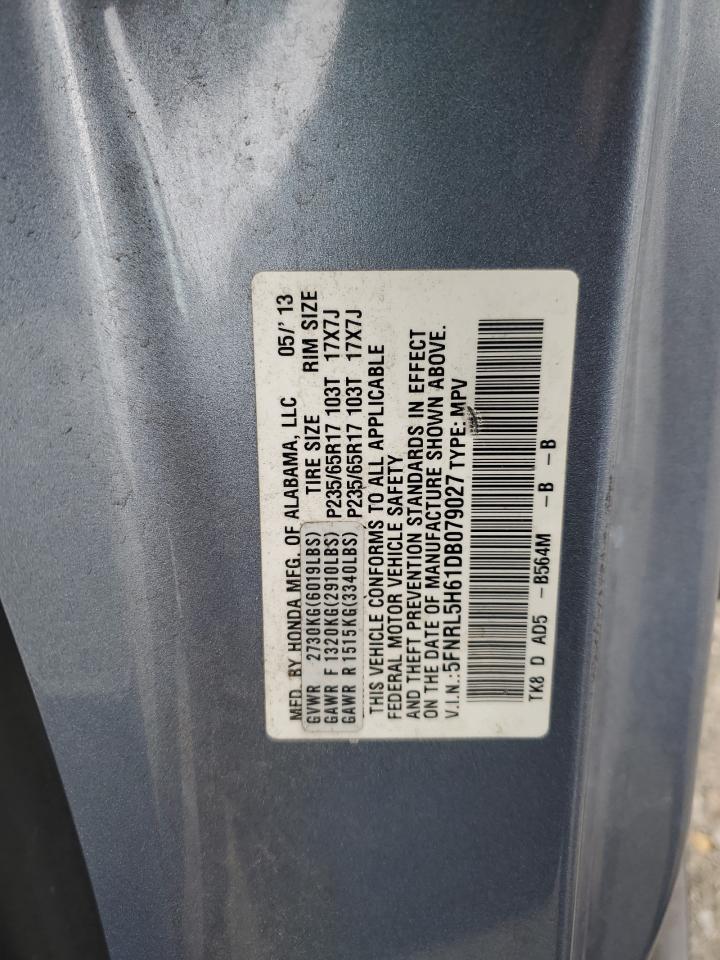 MFD. BY HONDA MFG. OF ALABAMA, LLC 05/'13
GVWR 2730KG(6019LBS) TIRE SIZE RIM SIZE
GAWR F 1320KG(2910LBS) P235/65R17 103T 17X7J
GAWR R 1515KG(3340LBS) P235/65R17 103T 17X7J
THIS VEHICLE CONFORMS TO ALL APPLICABLE
FEDERAL MOTOR VEHICLE SAFETY
AND THEFT PREVENTION STANDARDS IN EFFECT
ON THE DATE OF MANUFACTURE SHOWN ABOVE.
V.I.N.:5FNRL5H61DB079027 TYPE: MPV
TK8 D AD5 -B564M -B -B